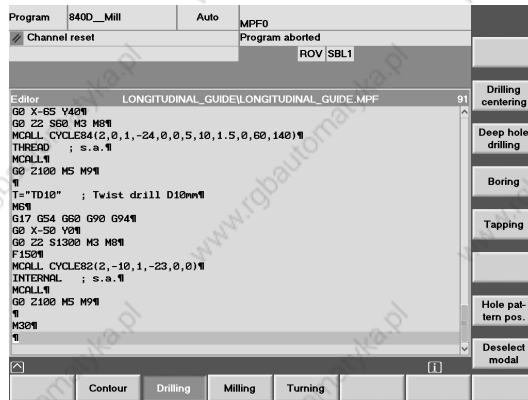 Program 840D__Mill Auto MPF0
Channel reset Program aborted
ROV SBL1
Editor LONGITUDINAL_GUIDE\LONGITUDINAL_GUIDE.MPF 91
G0 X-65 Y40¶
G0 Z2 S60 M3 M8¶
MCALL CYCLE84(2,0,1,-24,0,0,5,10,1.5,0,60,140)¶
THREAD ; s.a.¶
MCALL¶
G0 Z100 M5 M9¶
¶
T="TD10" ; Twist drill D10mm¶
M6¶
G17 G54 G60 G90 G94¶
G0 X-50 Y0¶
G0 Z2 S1300 M3 M8¶
F150¶
MCALL CYCLE82(2,-10,1,-23,0,0)¶
INTERNAL ; s.a.¶
MCALL¶
G0 Z100 M5 M9¶
¶
M30¶
¶
Drilling
centering
Deep hole
drilling
Boring
Tapping
Hole pat-
tern pos.
Deselect
modal
Contour Drilling Milling Turning
www.rgbautomatyka.pl